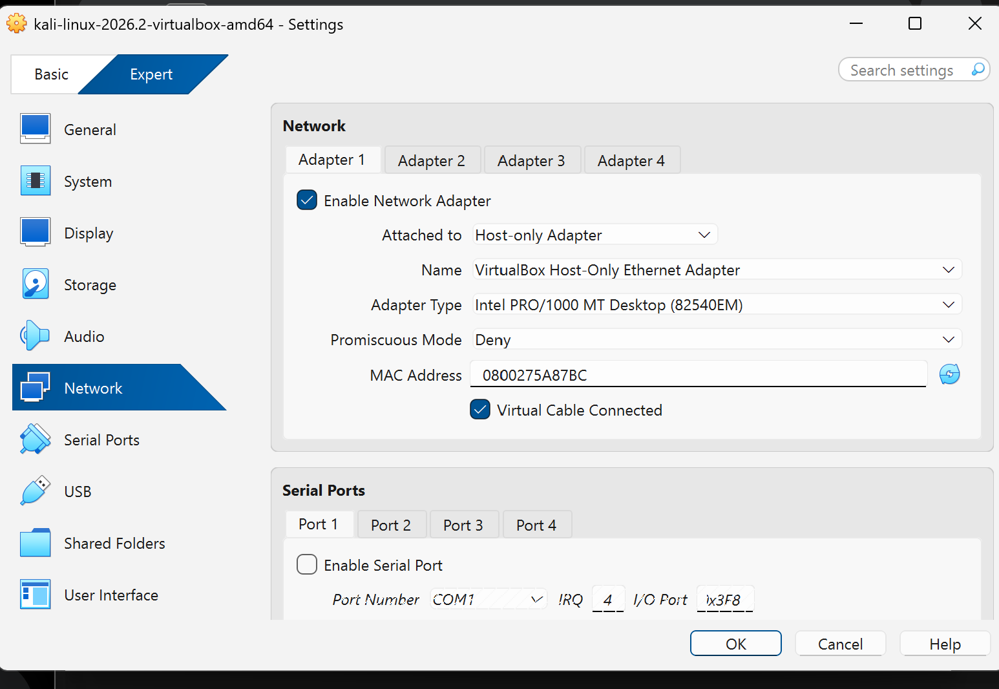 kali-linux-2026.2-virtualbox-amd64 - Settings
Basic
Expert
Search settings
General
System
Display
Storage
Audio
Network
Serial Ports
USB
Shared Folders
User Interface
Network
Adapter 1
Adapter 2
Adapter 3
Adapter 4
Enable Network Adapter
Attached to Host-only Adapter
Name VirtualBox Host-Only Ethernet Adapter
Adapter Type Intel PRO/1000 MT Desktop (82540EM)
Promiscuous Mode Deny
MAC Address 0800275A87BC
Virtual Cable Connected
Serial Ports
Port 1
Port 2
Port 3
Port 4
Enable Serial Port
Port Number COM1 IRQ 4 I/O Port 0x3F8
OK
Cancel
Help